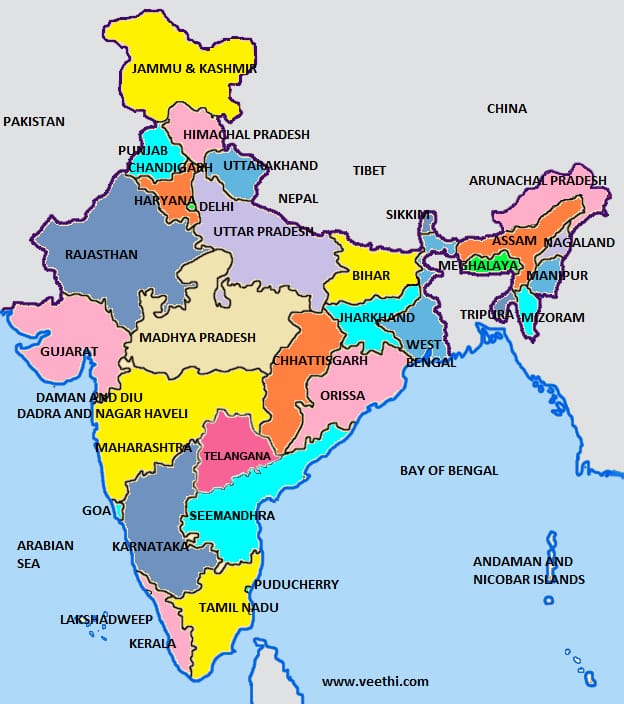 JAMMU & KASHMIR
CHINA
PAKISTAN
HIMACHAL PRADESH
PUNJAB
CHANDIGARH
UTTARAKHAND
TIBET
ARUNACHAL PRADESH
HARYANA
DELHI
NEPAL
SIKKIM
UTTAR PRADESH
ASSAM
NAGALAND
RAJASTHAN
BIHAR
MEGHALAYA
MANIPUR
TRIPURA
MIZORAM
JHARKHAND
MADHYA PRADESH
WEST
BENGAL
GUJARAT
CHHATTISGARH
ORISSA
DAMAN AND DIU
DADRA AND NAGAR HAVELI
MAHARASHTRA
TELANGANA
BAY OF BENGAL
GOA
SEEMANDHRA
ARABIAN
SEA
KARNATAKA
ANDAMAN AND
NICOBAR ISLANDS
PUDUCHERRY
TAMIL NADU
LAKSHADWEEP
KERALA
www.veethi.com